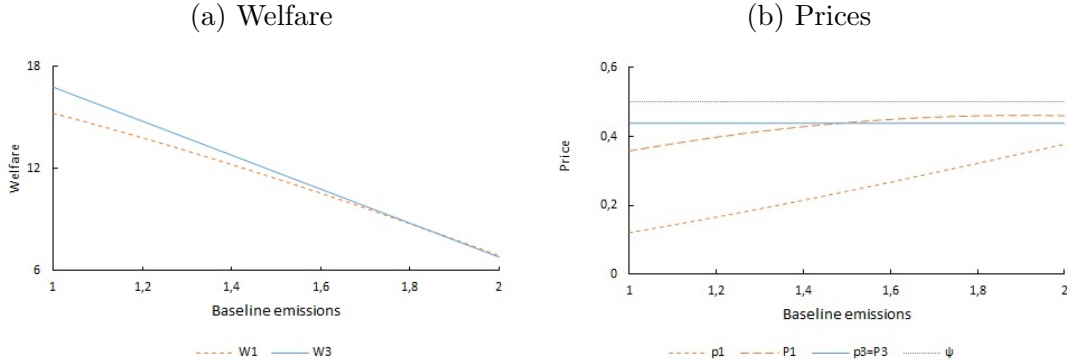 (a) Welfare
18
12
6
Welfare
1 1,2 1,4 1,6 1,8 2
Baseline emissions
W1 W3
(b) Prices
0,6
0,4
0,2
0
Price
1 1,2 1,4 1,6 1,8 2
Baseline emissions
p1 P1 p3=P3 ψ